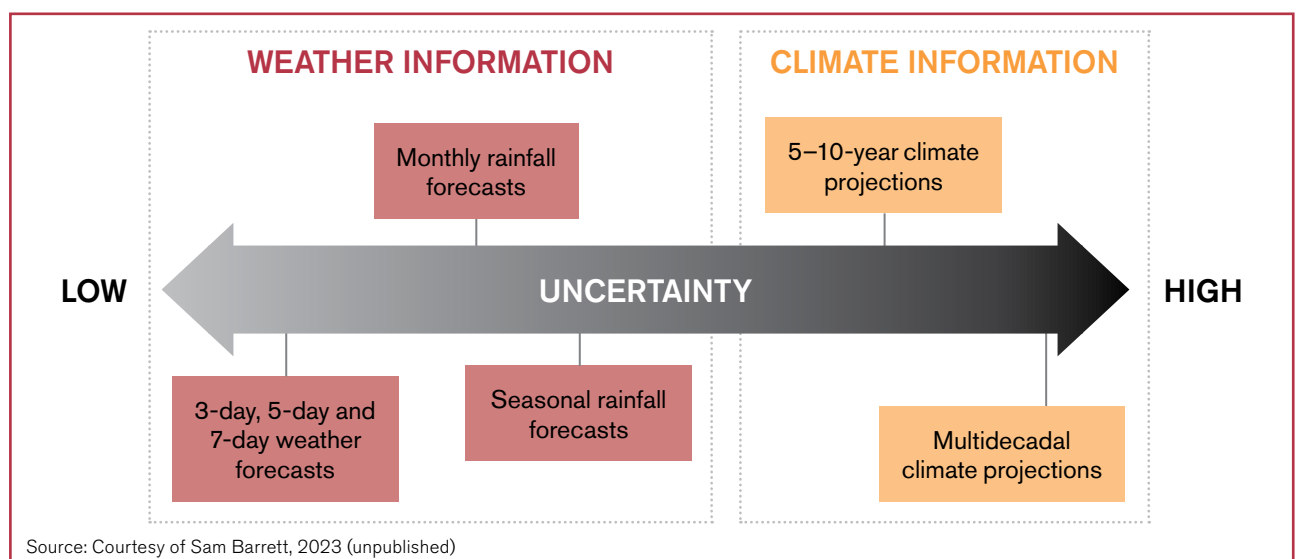 WEATHER INFORMATION
CLIMATE INFORMATION
Monthly rainfall
forecasts
5–10-year climate
projections
LOW
UNCERTAINTY
HIGH
3-day, 5-day and
7-day weather
forecasts
Seasonal rainfall
forecasts
Multidecadal
climate projections
Source: Courtesy of Sam Barrett, 2023 (unpublished)